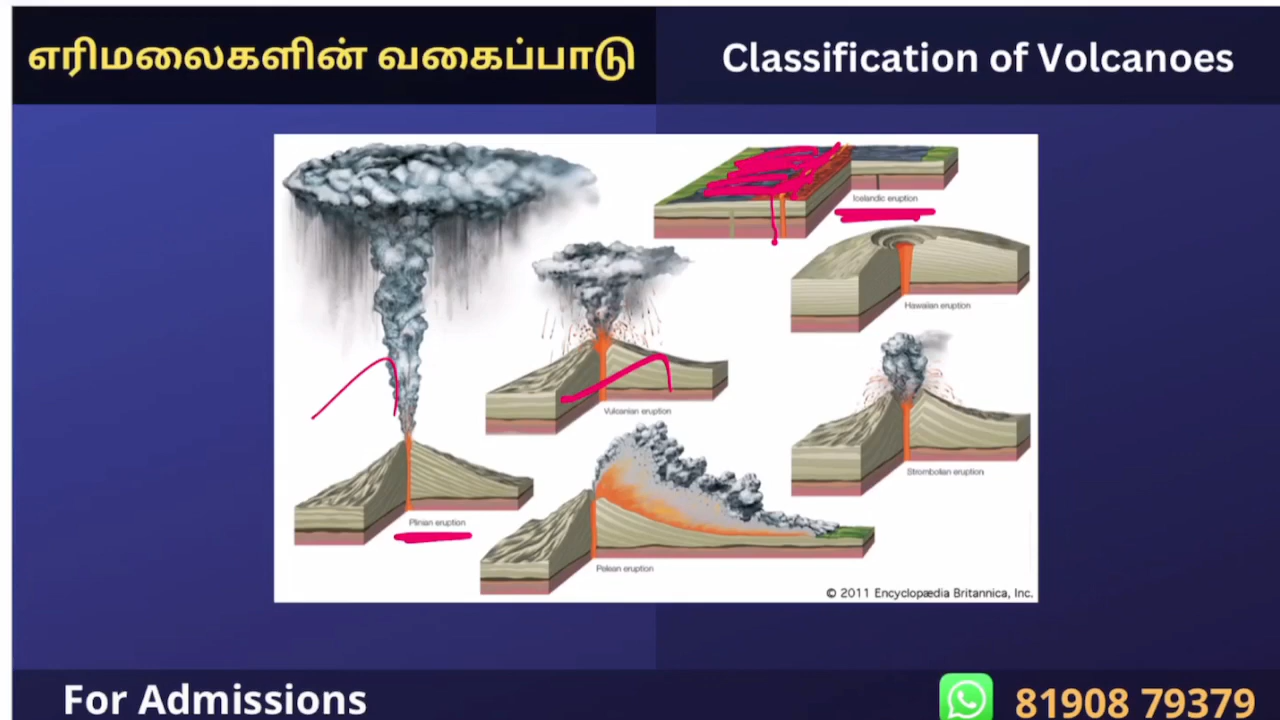 எரிமலைகளின் வகைப்பாடு
Classification of Volcanoes
Icelandic eruption
Hawaiian eruption
Vulcanian eruption
Strombolian eruption
Plinian eruption
Pelean eruption
© 2011 Encyclopædia Britannica, Inc.
For Admissions
81908 79379